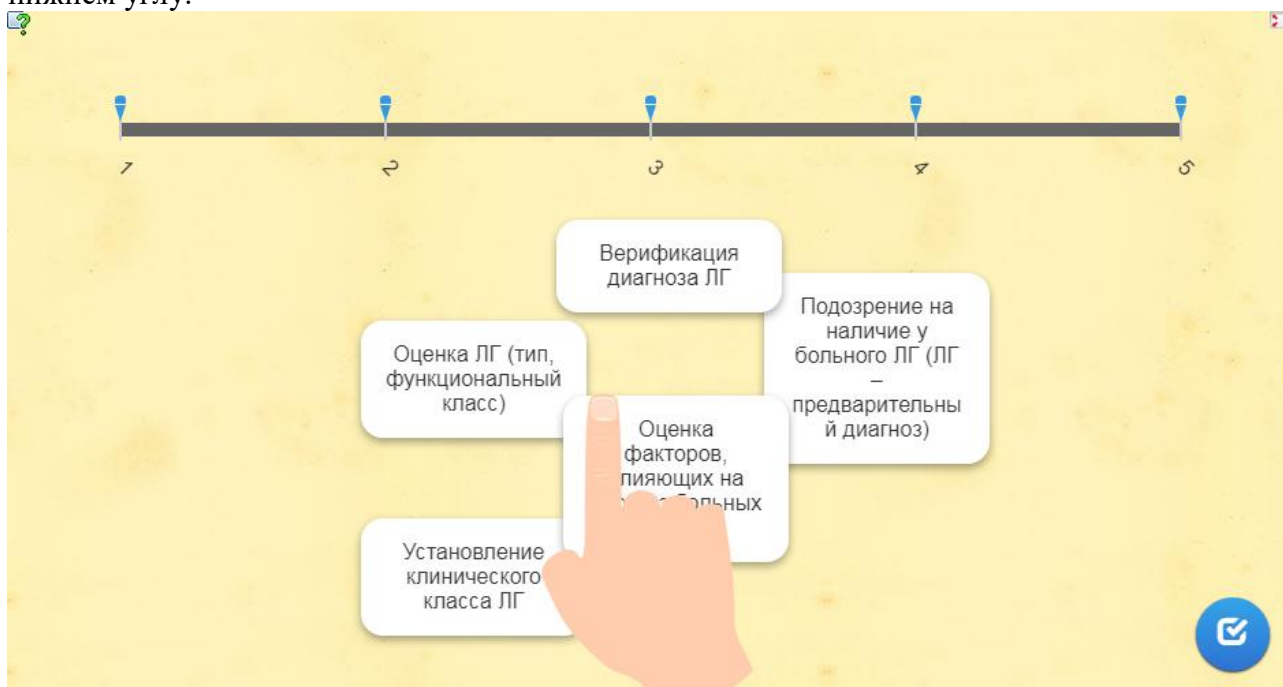 нижнем углу.
1
2
3
4
5
Верификация
диагноза ЛГ
Подозрение на
наличие у
больного ЛГ (ЛГ
–
предварительны
й диагноз)
Оценка ЛГ (тип,
функциональный
класс)
Оценка
факторов,
на
Установление
клинического
класса ЛГ